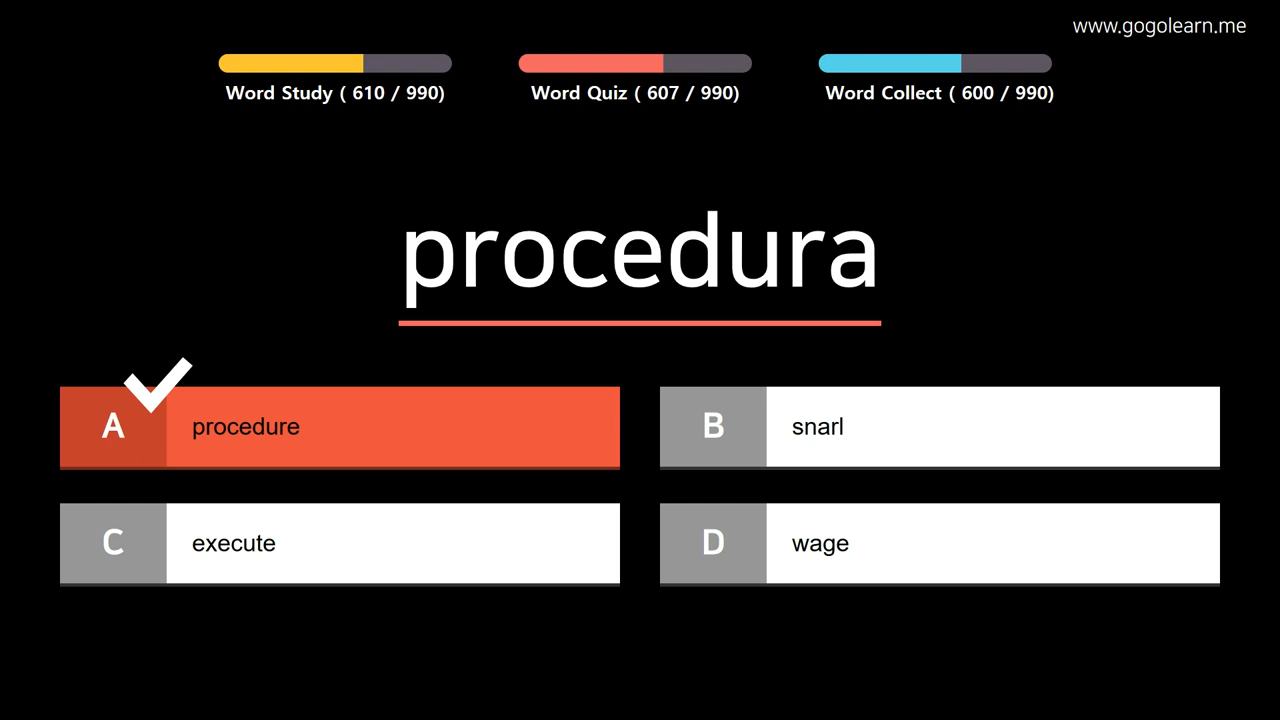 www.gogolearn.me
Word Study ( 610 / 990)
Word Quiz ( 607 / 990)
Word Collect ( 600 / 990)
procedura
A procedure
B snarl
C execute
D wage